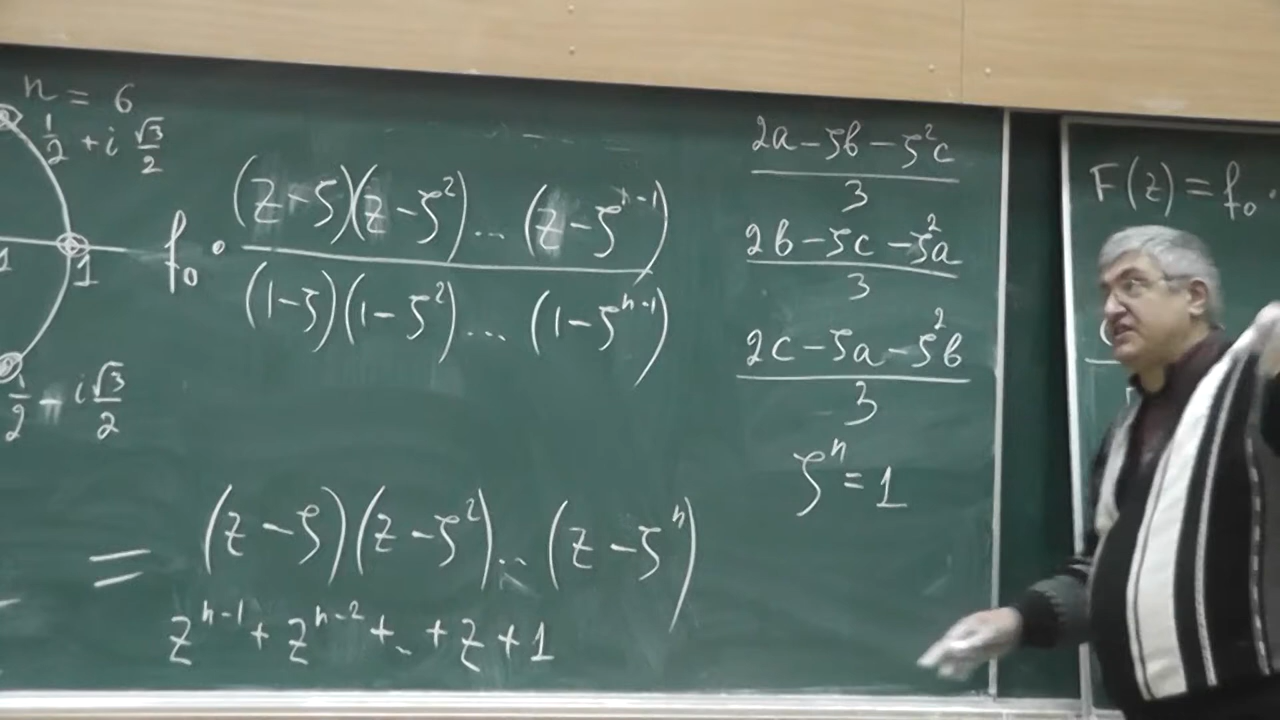 n = 6
1/2 + i √3/2
1
1/2 - i √3/2
f₀ · (z-ζ)(z-ζ²)...(z-ζⁿ⁻¹) / (1-ζ)(1-ζ²)...(1-ζⁿ⁻¹)
= (z-ζ)(z-ζ²)...(z-ζⁿ)
zⁿ⁻¹ + zⁿ⁻² + .. + z + 1
(2a - ζb - ζ²c) / 3
(2b - ζc - ζ²a) / 3
(2c - ζa - ζ²b) / 3
ζⁿ = 1
F(z) = f₀ ·